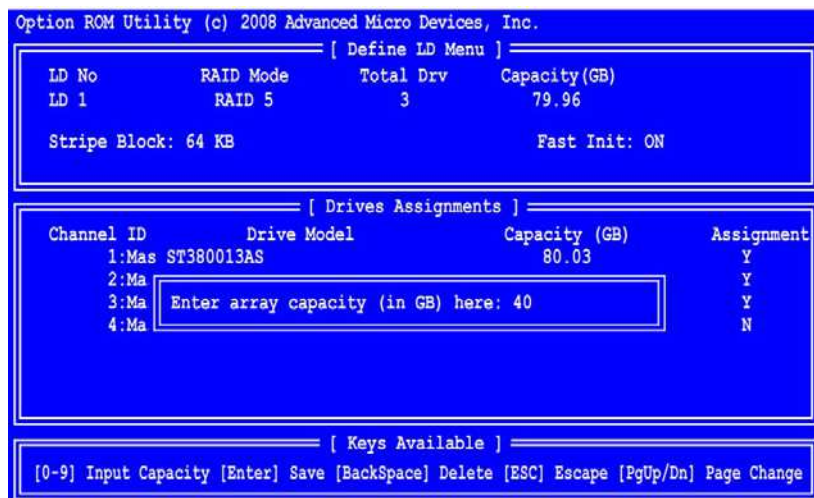 Option ROM Utility (c) 2008 Advanced Micro Devices, Inc.
[ Define LD Menu ]
LD No RAID Mode Total Drv Capacity(GB)
LD 1 RAID 5 3 79.96
Stripe Block: 64 KB Fast Init: ON
[ Drives Assignments ]
Channel ID Drive Model Capacity (GB) Assignment
1:Mas ST380013AS 80.03 Y
2:Ma Y
3:Ma Enter array capacity (in GB) here: 40 Y
4:Ma N
[ Keys Available ]
[0-9] Input Capacity [Enter] Save [BackSpace] Delete [ESC] Escape [PgUp/Dn] Page Change